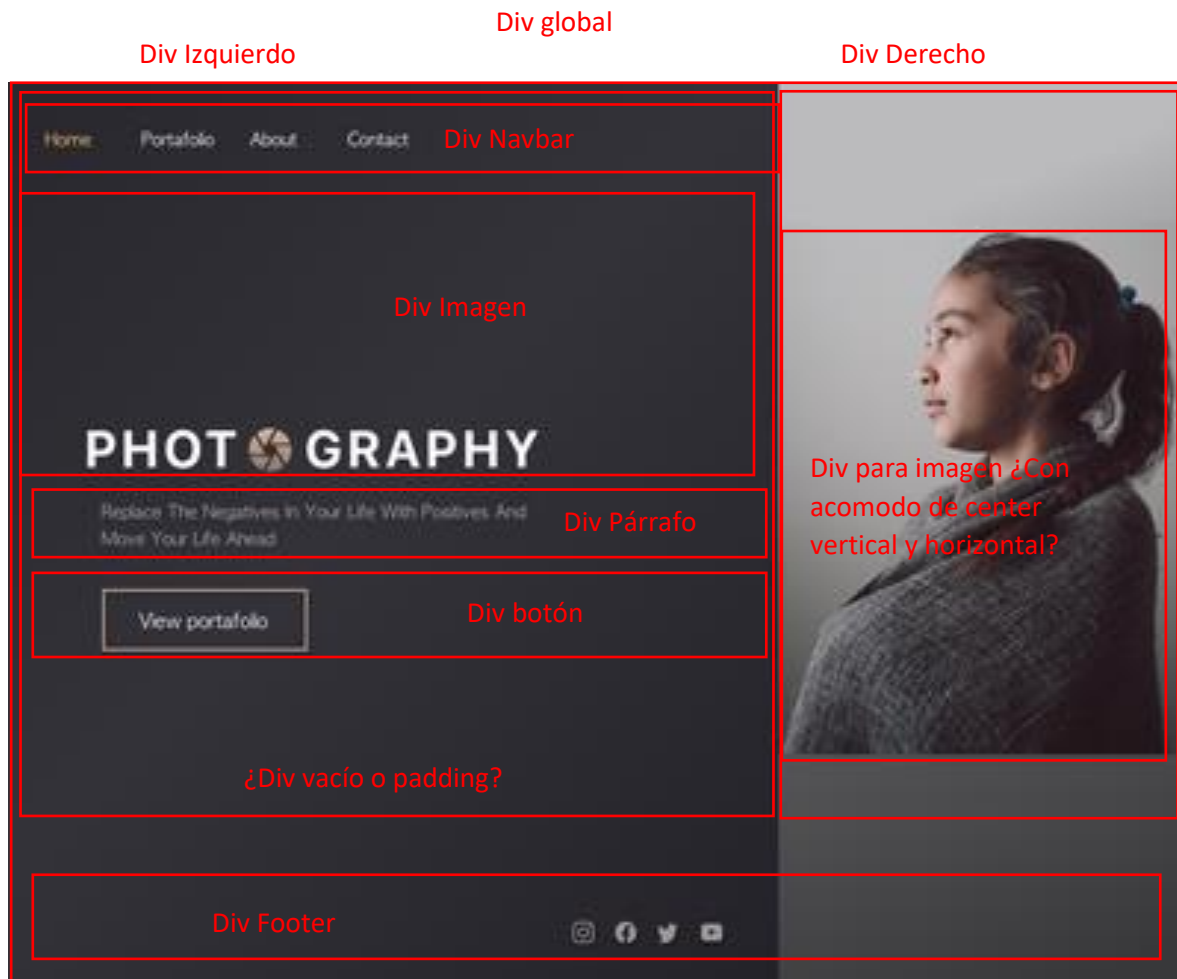 Div global
Div Izquierdo
Div Derecho
Home Portafolio About Contact Div Navbar
Div Imagen
PHOT GRAPHY
Replace The Negatives In Your Life With Positives And
Move Your Life Ahead
Div Párrafo
View portafolio
Div botón
¿Div vacío o padding?
Div para imagen ¿Con
acomodo de center
vertical y horizontal?
Div Footer